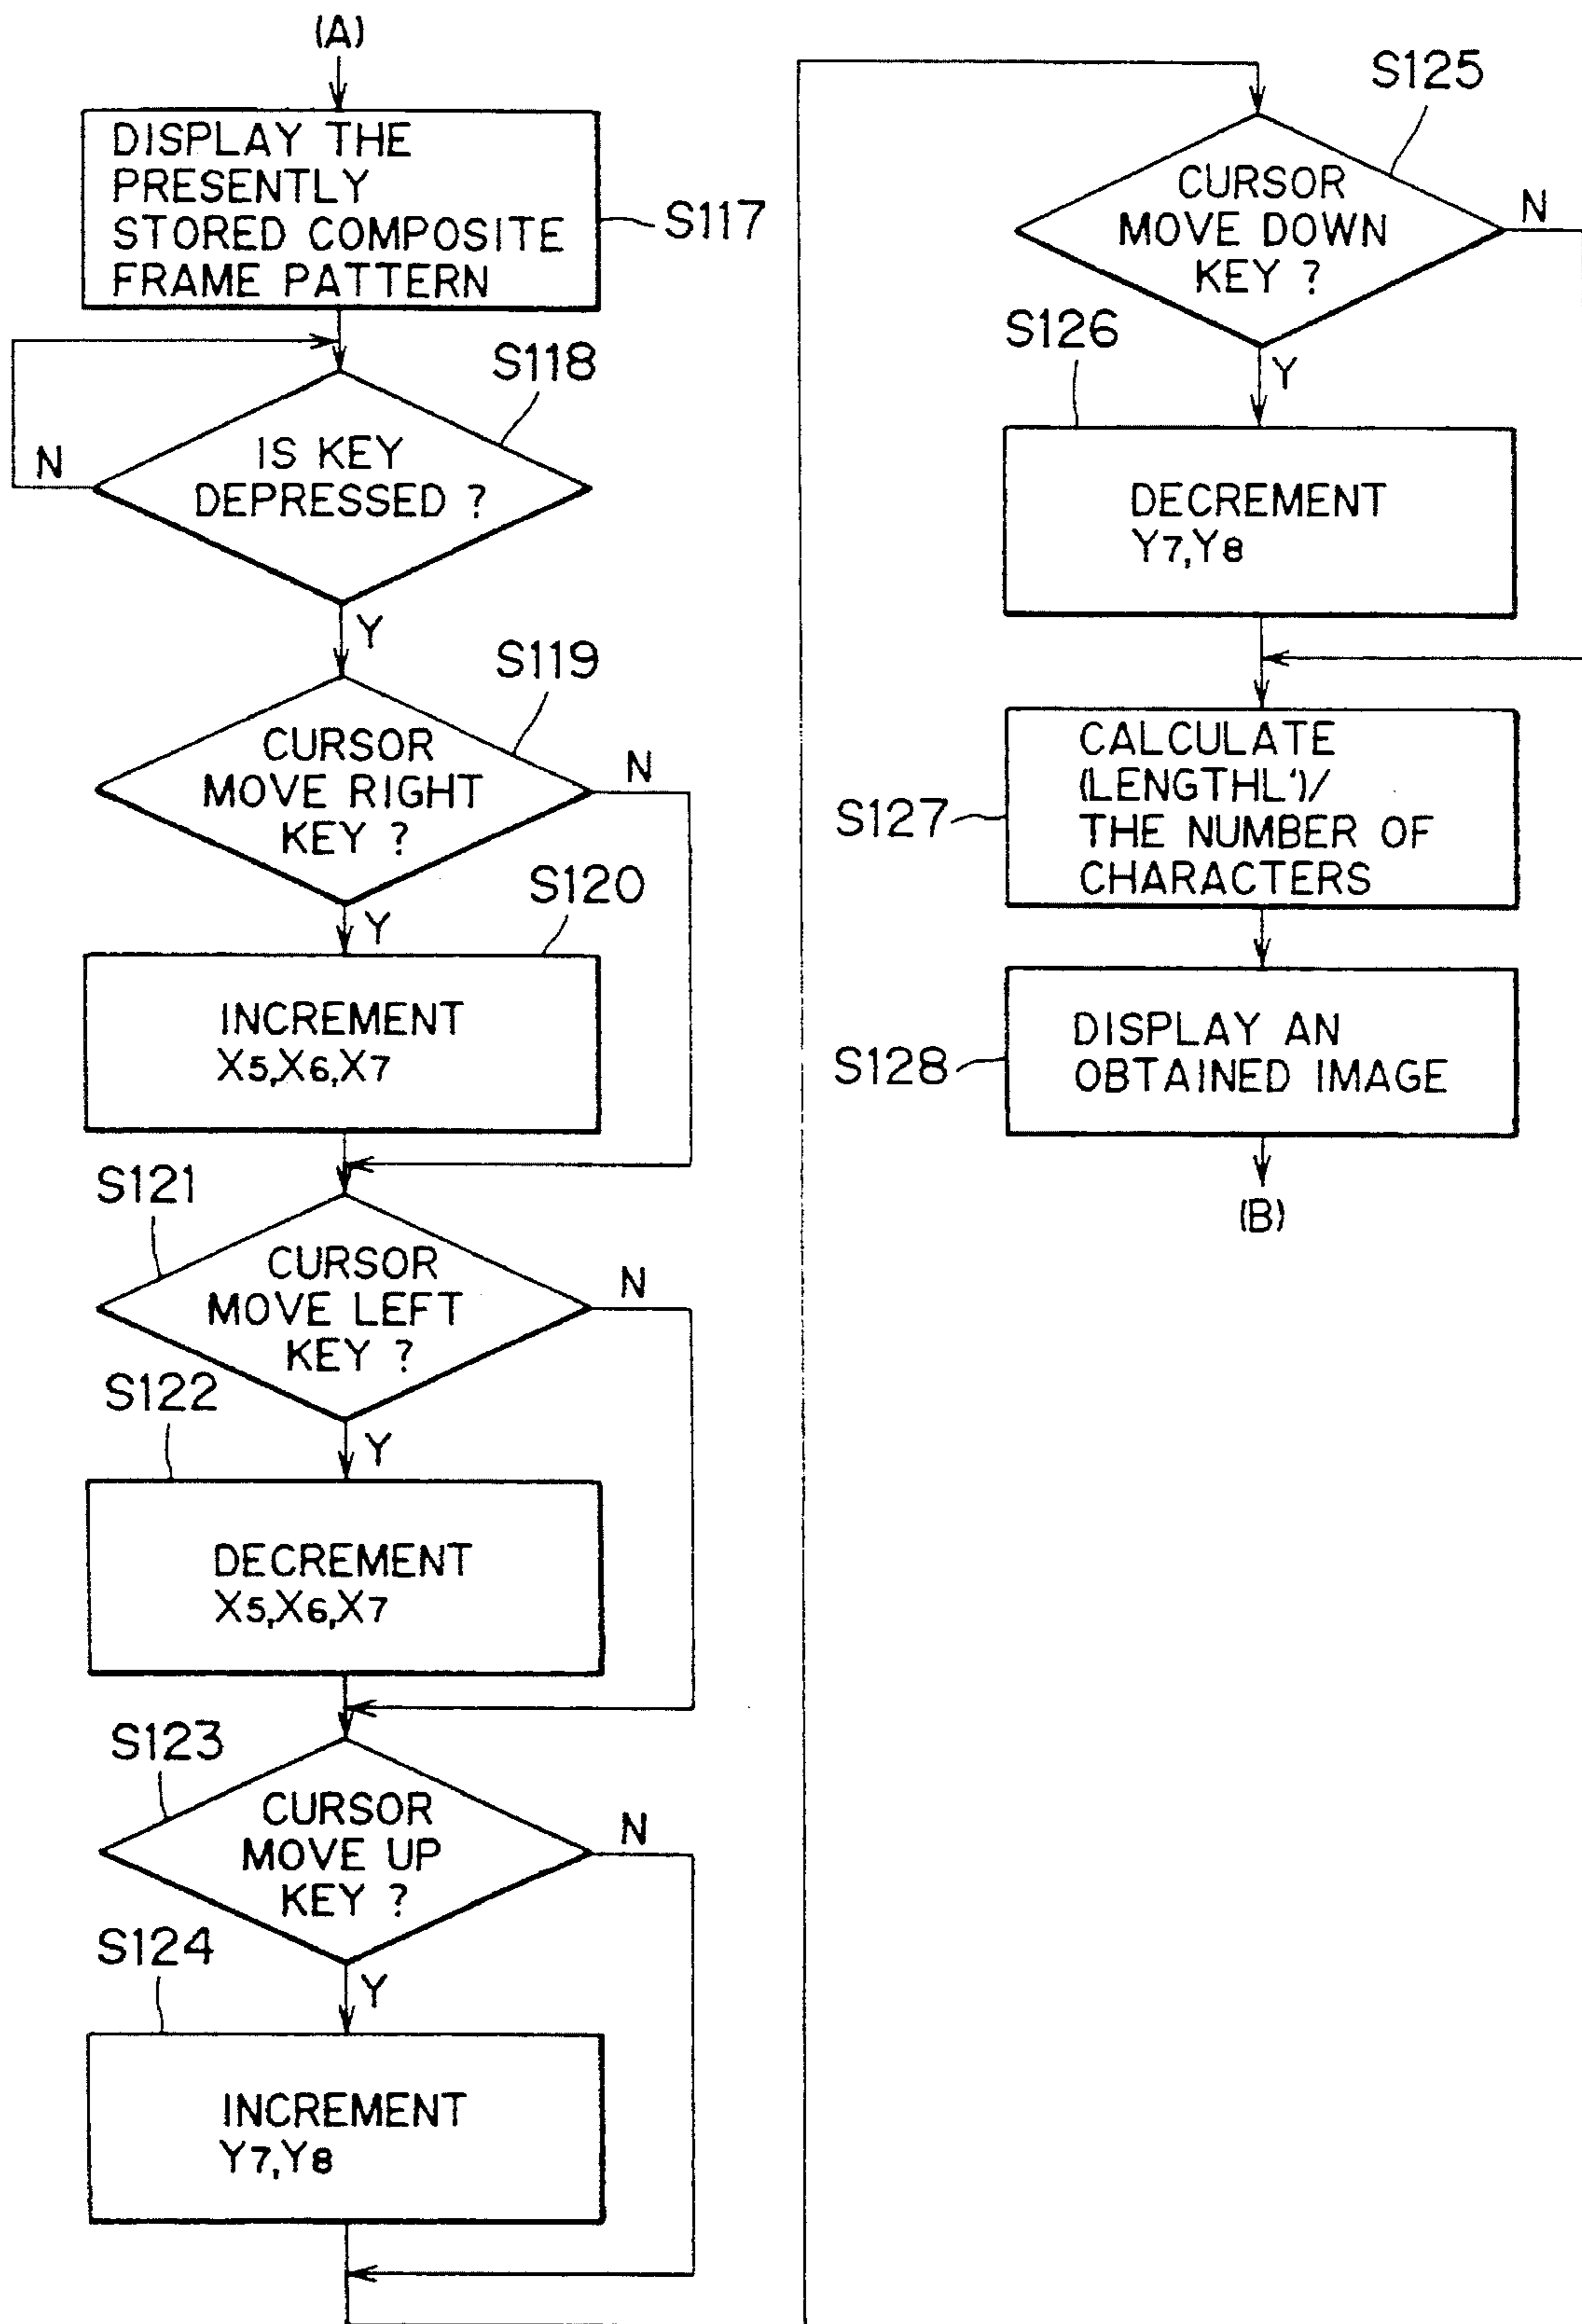 (A)
DISPLAY THE
PRESENTLY
STORED COMPOSITE
FRAME PATTERN
S117
S118
IS KEY
DEPRESSED ?
N
Y
S119
CURSOR
MOVE RIGHT
KEY ?
N
Y
S120
INCREMENT
X5,X6,X7
S121
CURSOR
MOVE LEFT
KEY ?
N
Y
S122
DECREMENT
X5,X6,X7
S123
CURSOR
MOVE UP
KEY ?
N
Y
S124
INCREMENT
Y7,Y8
S125
CURSOR
MOVE DOWN
KEY ?
N
Y
S126
DECREMENT
Y7,Y8
S127
CALCULATE
(LENGTHL')/
THE NUMBER OF
CHARACTERS
S128
DISPLAY AN
OBTAINED IMAGE
(B)